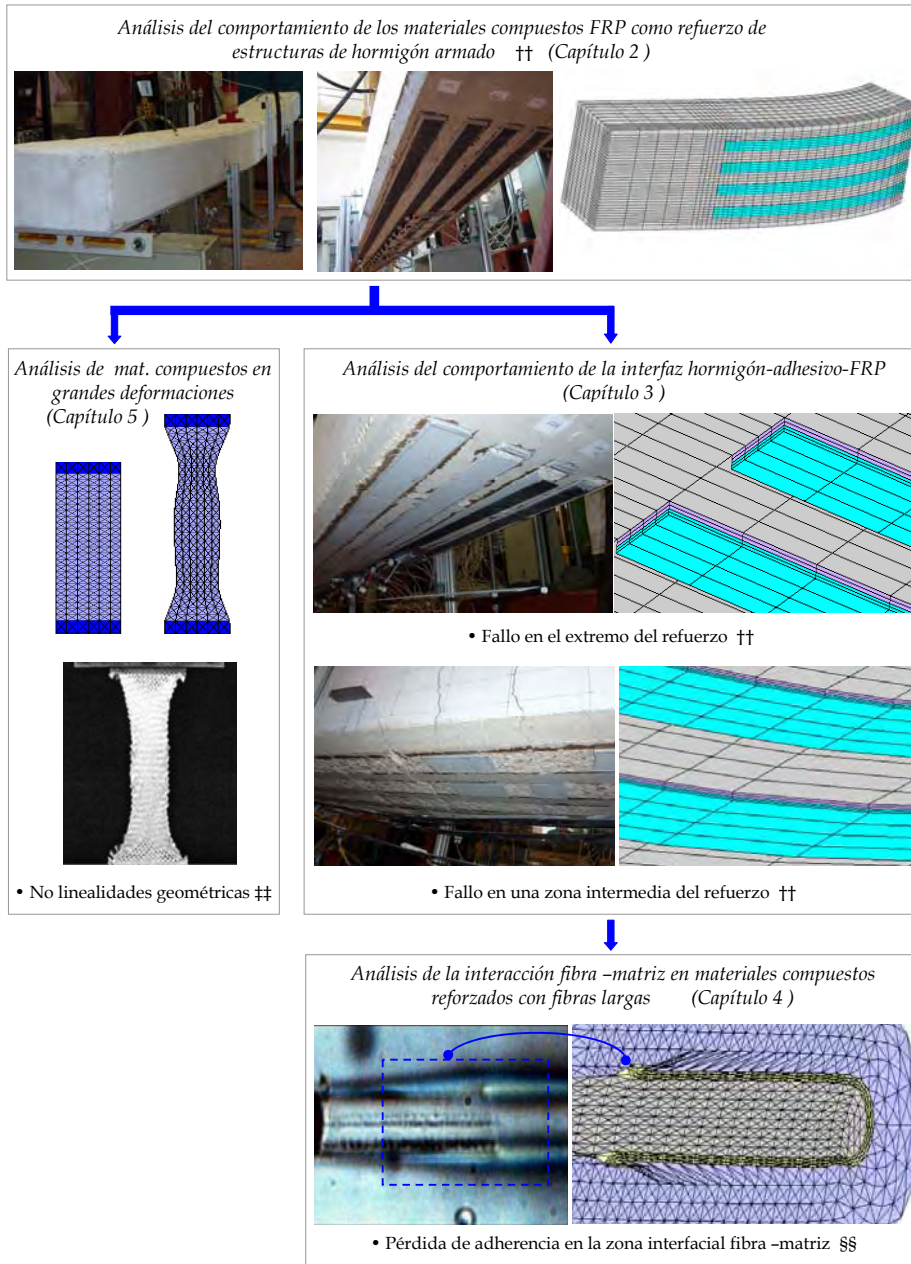 Análisis del comportamiento de los materiales compuestos FRP como refuerzo de
estructuras de hormigón armado †† (Capítulo 2 )
Análisis de mat. compuestos en
grandes deformaciones
(Capítulo 5 )
• No linealidades geométricas ‡‡
Análisis del comportamiento de la interfaz hormigón-adhesivo-FRP
(Capítulo 3 )
• Fallo en el extremo del refuerzo ††
• Fallo en una zona intermedia del refuerzo ††
Análisis de la interacción fibra –matriz en materiales compuestos
reforzados con fibras largas (Capítulo 4 )
• Pérdida de adherencia en la zona interfacial fibra –matriz §§